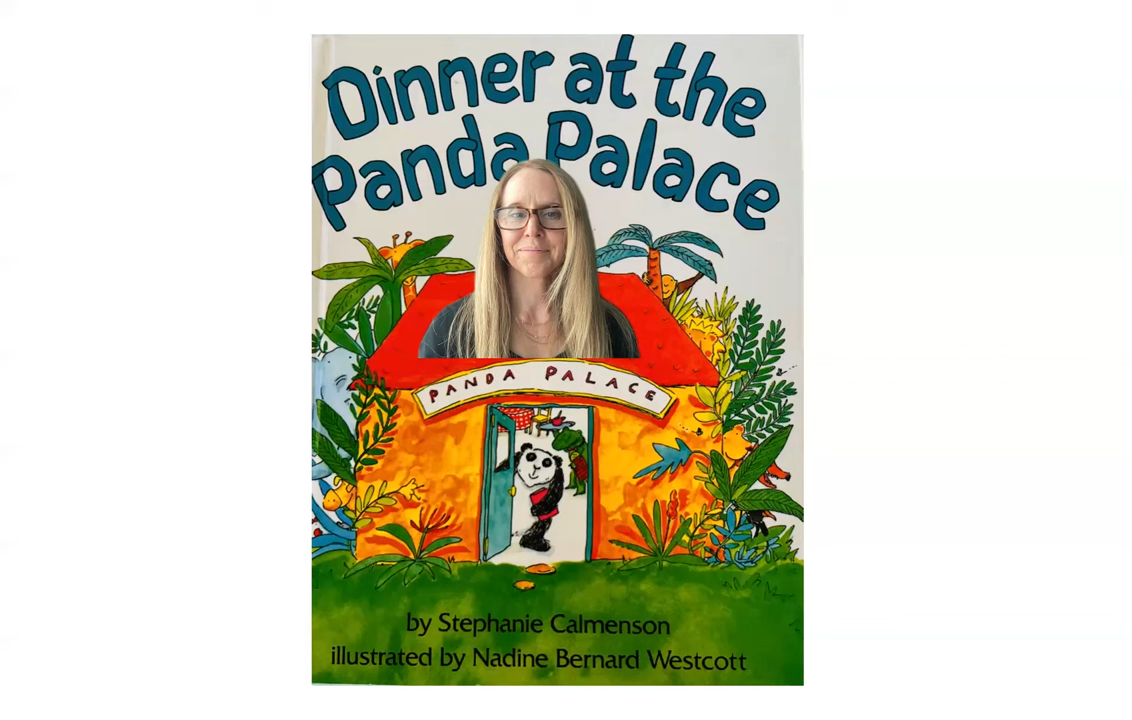 Dinner at the
Panda Palace
PANDA PALACE
by Stephanie Calmenson
illustrated by Nadine Bernard Westcott